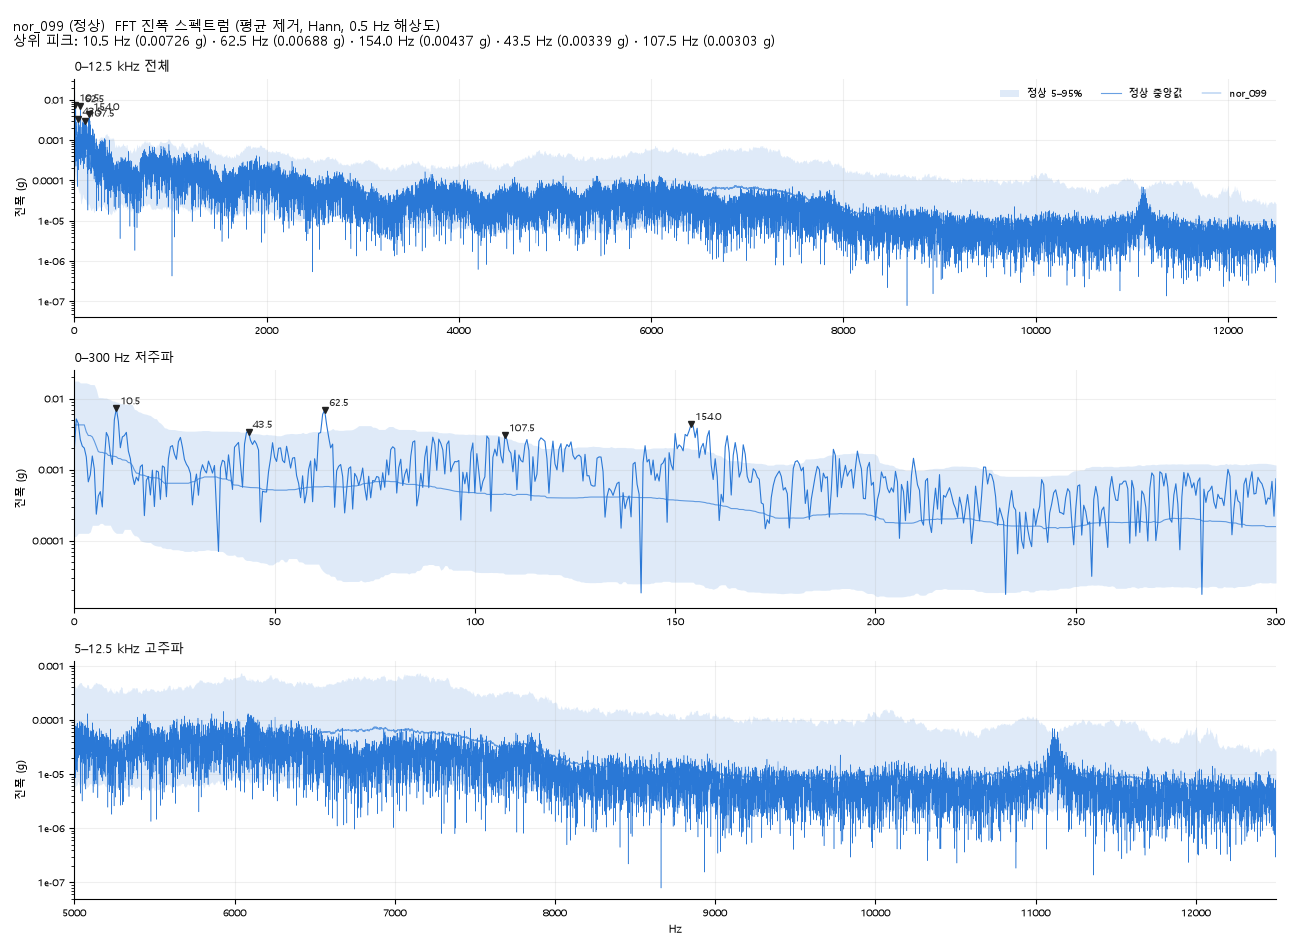 nor_099 (정상)  FFT 진폭 스펙트럼 (평균 제거, Hann, 0.5 Hz 해상도)
상위 피크: 10.5 Hz (0.00726 g) · 62.5 Hz (0.00688 g) · 154.0 Hz (0.00437 g) · 43.5 Hz (0.00339 g) · 107.5 Hz (0.00303 g)
0–12.5 kHz 전체
정상 5–95% 정상 중앙값 nor_099
154.0
진폭 (g)
0.01
0.001
0.0001
1e-05
1e-06
1e-07
0 2000 4000 6000 8000 10000 12000
0–300 Hz 저주파
10.5 43.5 62.5 107.5 154.0
진폭 (g)
0.01
0.001
0.0001
0 50 100 150 200 250 300
5–12.5 kHz 고주파
진폭 (g)
0.001
0.0001
1e-05
1e-06
1e-07
5000 6000 7000 8000 9000 10000 11000 12000
Hz